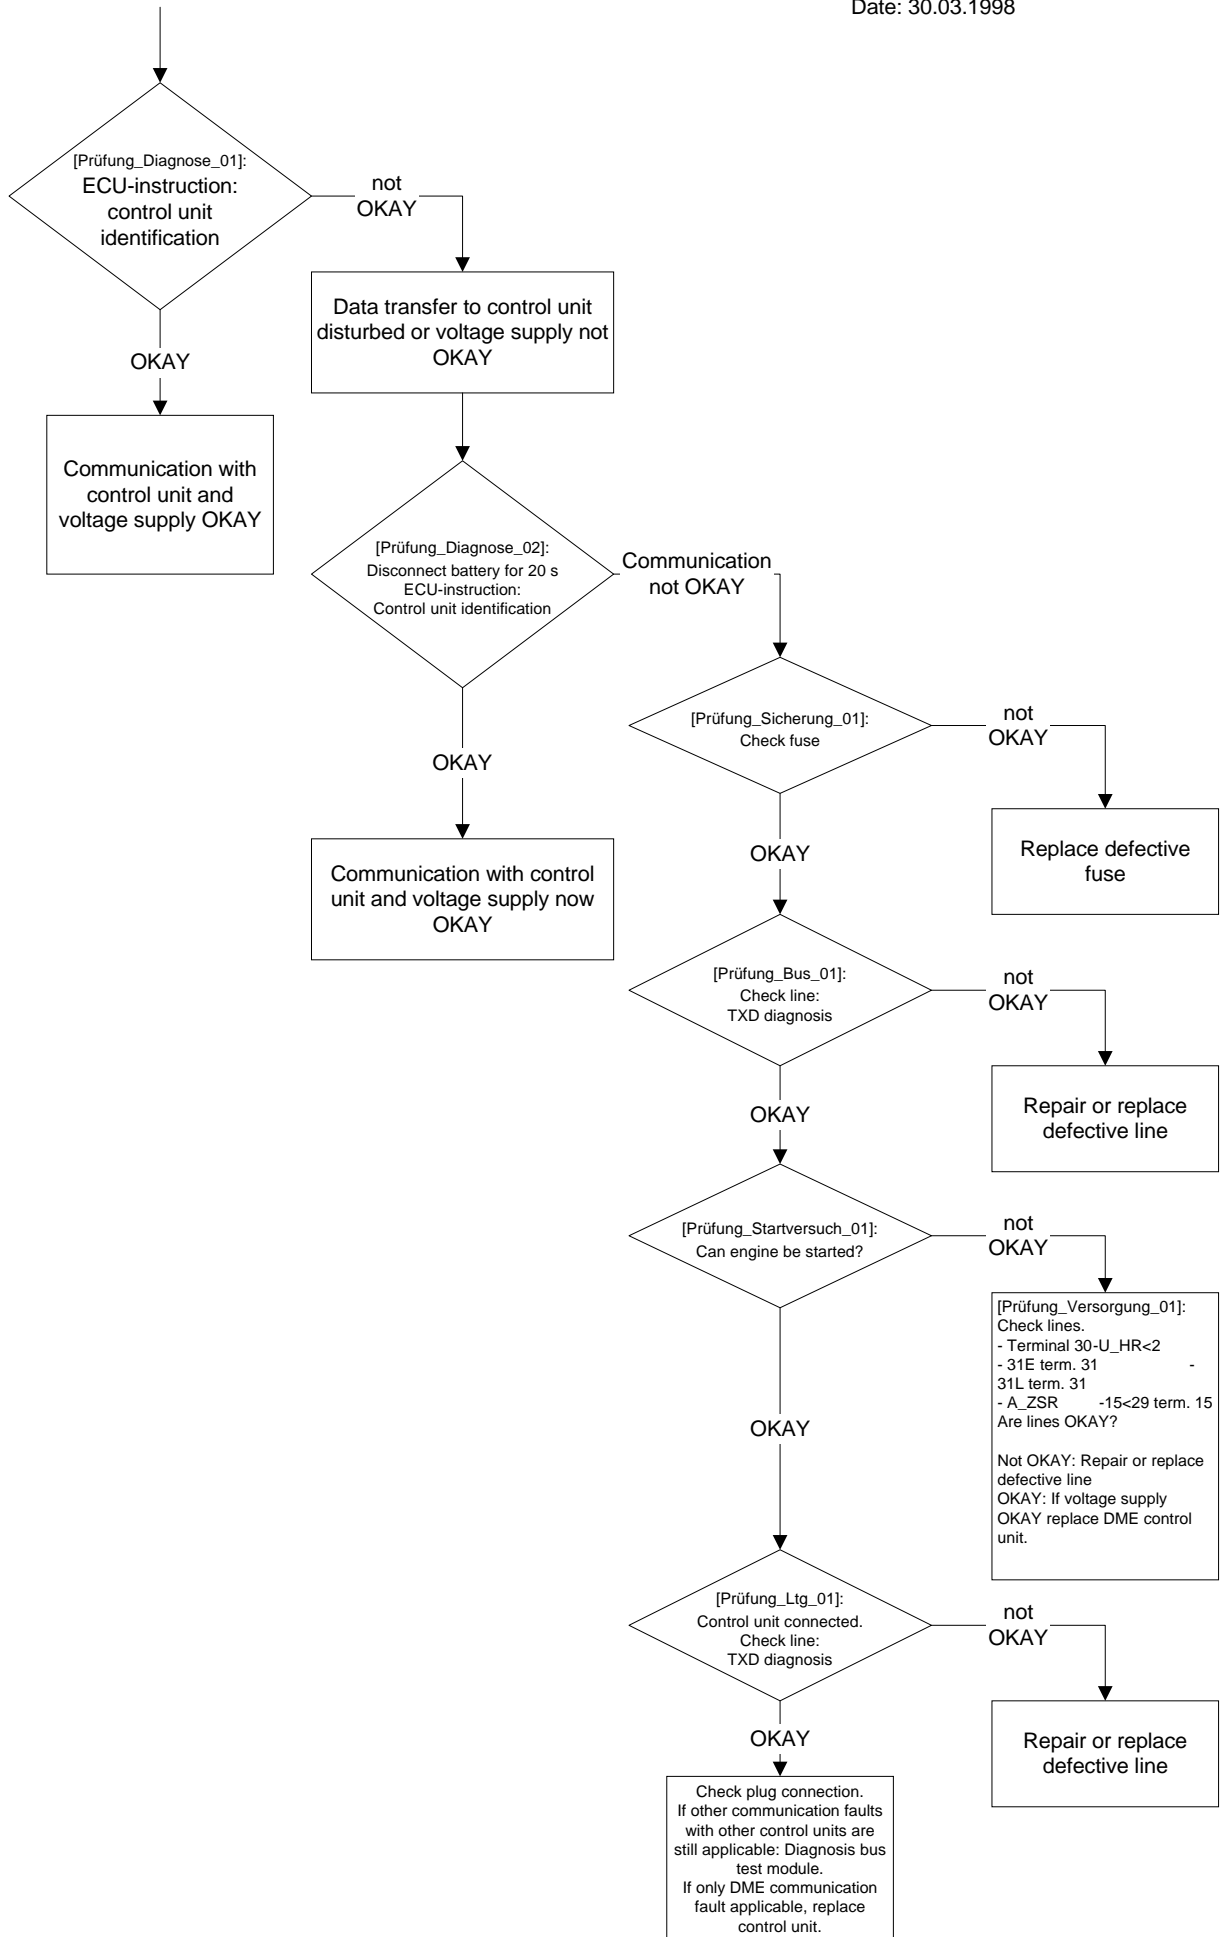 Date: 30.03.1998
[Prüfung_Diagnose_01]:
ECU-instruction:
control unit
identification
not
OKAY
Data transfer to control unit
disturbed or voltage supply not
OKAY
OKAY
Communication with
control unit and
voltage supply OKAY
[Prüfung_Diagnose_02]:
Disconnect battery for 20 s
ECU-instruction:
Control unit identification
Communication
not OKAY
[Prüfung_Sicherung_01]:
Check fuse
not
OKAY
OKAY
Replace defective
fuse
OKAY
Communication with control
unit and voltage supply now
OKAY
[Prüfung_Bus_01]:
Check line:
TXD diagnosis
not
OKAY
Repair or replace
defective line
OKAY
[Prüfung_Startversuch_01]:
Can engine be started?
not
OKAY
[Prüfung_Versorgung_01]:
Check lines.
- Terminal 30-U_HR<2
- 31E term. 31 -
31L term. 31
- A_ZSR -15<29 term. 15
Are lines OKAY?
Not OKAY: Repair or replace
defective line
OKAY: If voltage supply
OKAY replace DME control
unit.
OKAY
[Prüfung_Ltg_01]:
Control unit connected.
Check line:
TXD diagnosis
not
OKAY
Repair or replace
defective line
OKAY
Check plug connection.
If other communication faults
with other control units are
still applicable: Diagnosis bus
test module.
If only DME communication
fault applicable, replace
control unit.